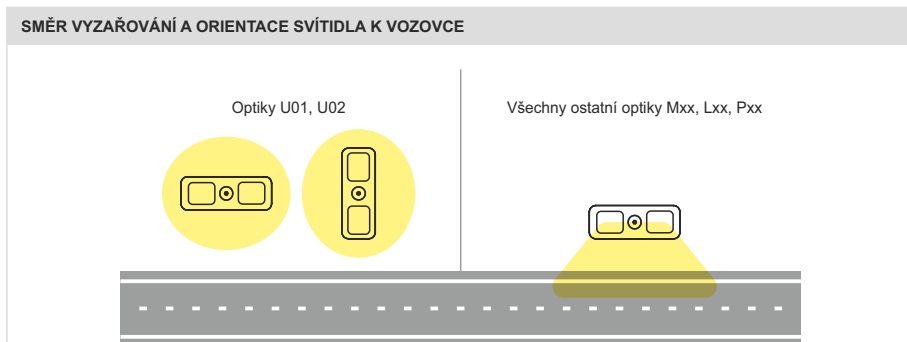 SMĚR VYZAŘOVÁNÍ A ORIENTACE SVÍTIDLA K VOZOVCE
Optiky U01, U02
Všechny ostatní optiky Mxx, Lxx, Pxx